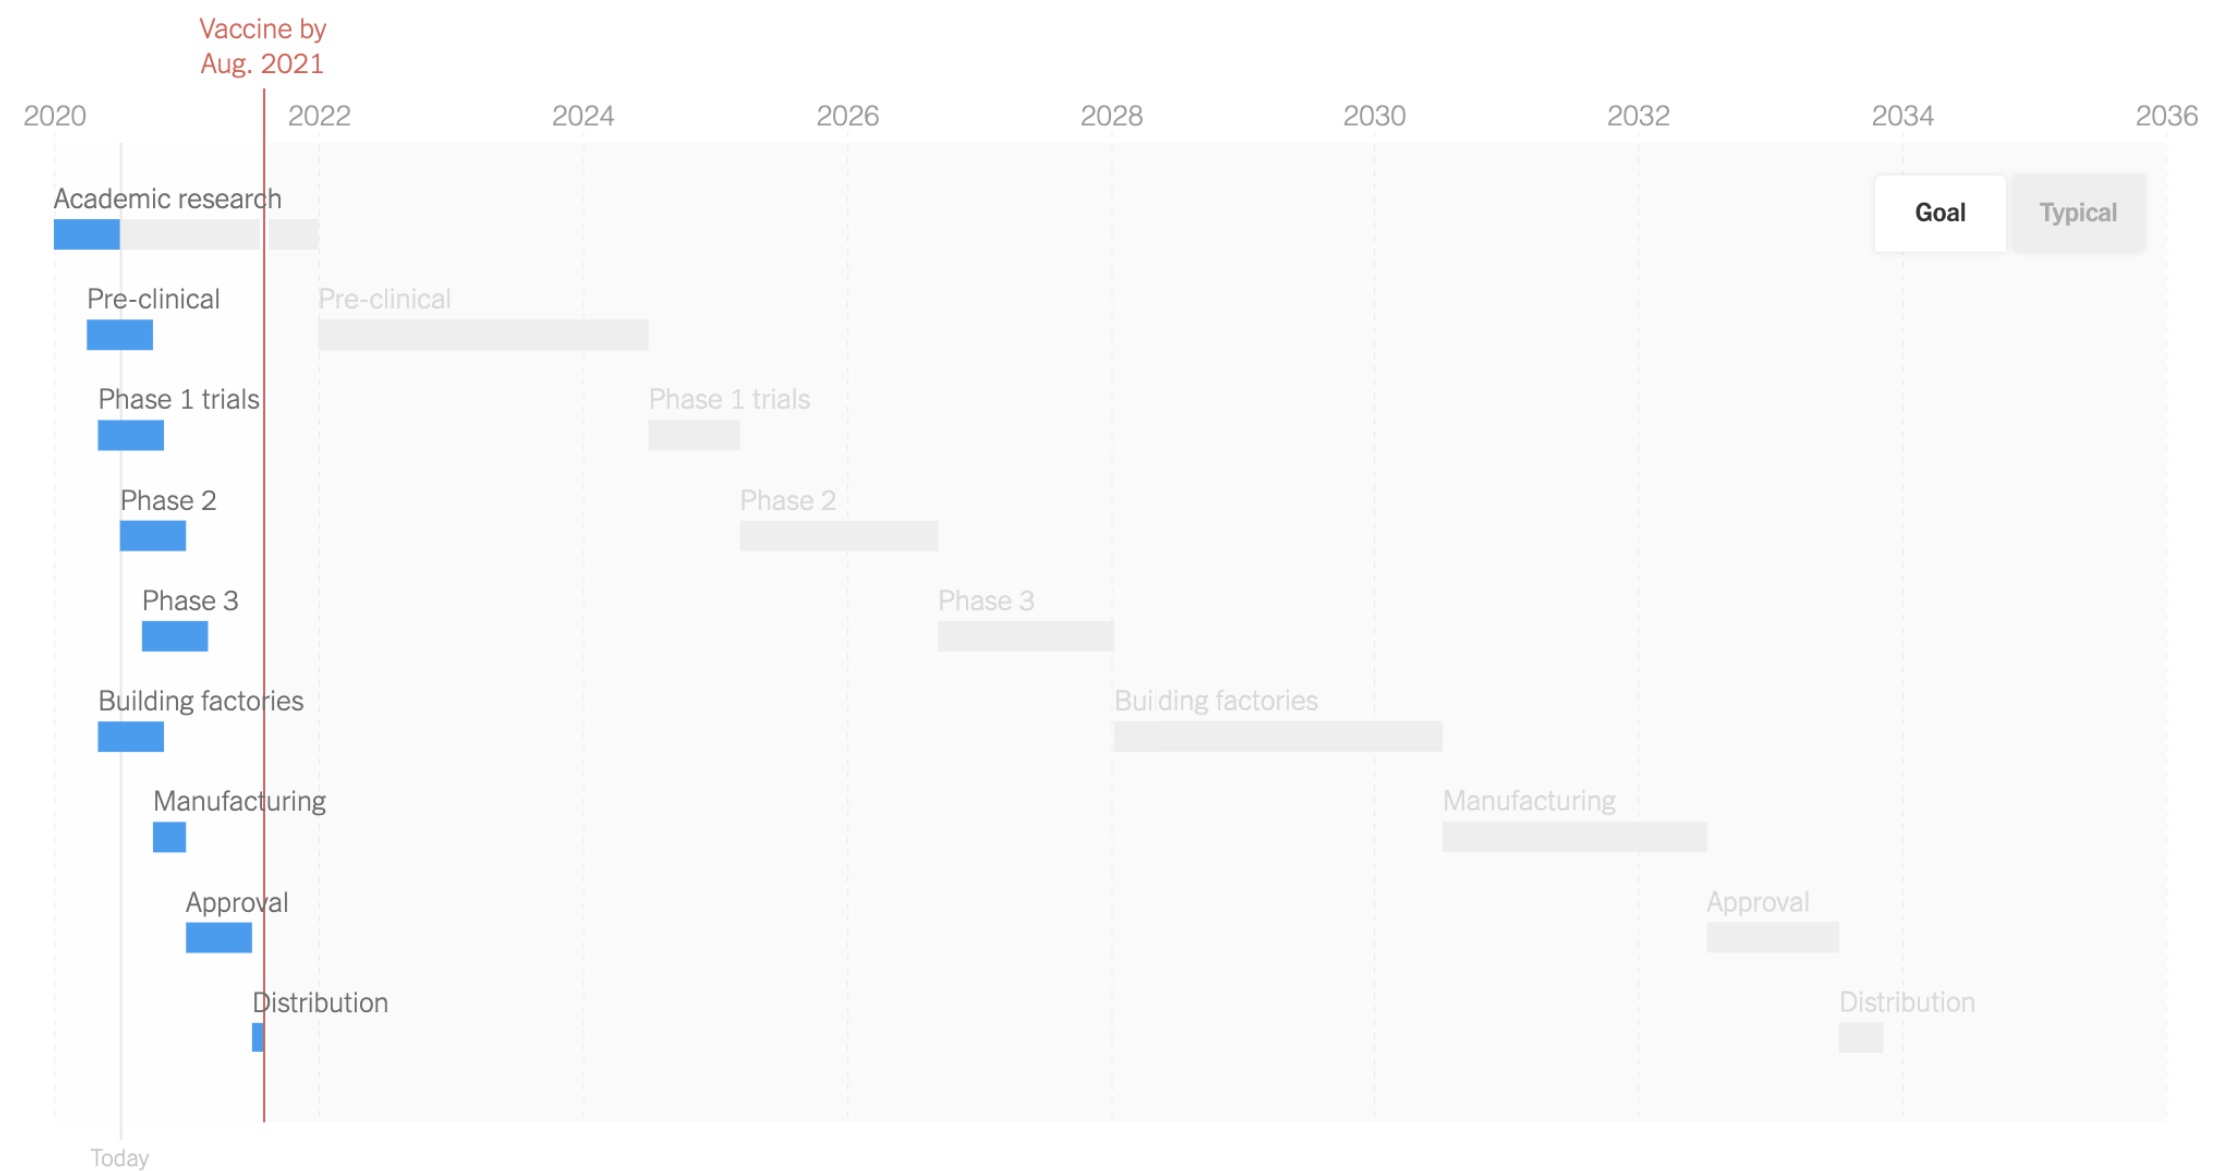 Vaccine by
Aug. 2021
2020 2022 2024 2026 2028 2030 2032 2034 2036
Academic research
Goal Typical
Pre-clinical Pre-clinical
Phase 1 trials Phase 1 trials
Phase 2 Phase 2
Phase 3 Phase 3
Building factories Building factories
Manufacturing Manufacturing
Approval Approval
Distribution Distribution
Today